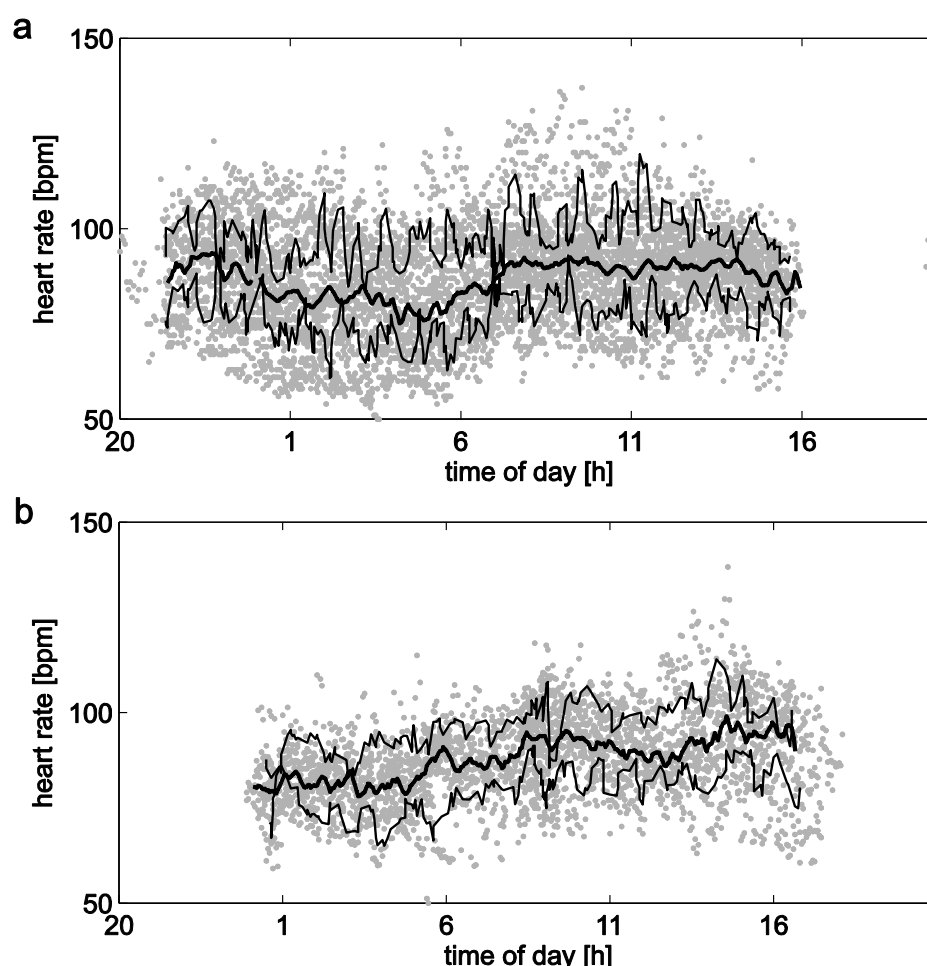 a
150
100
50
heart rate [bpm]
20 1 6 11 16
time of day [h]
b
150
100
50
heart rate [bpm]
20 1 6 11 16
time of day [h]